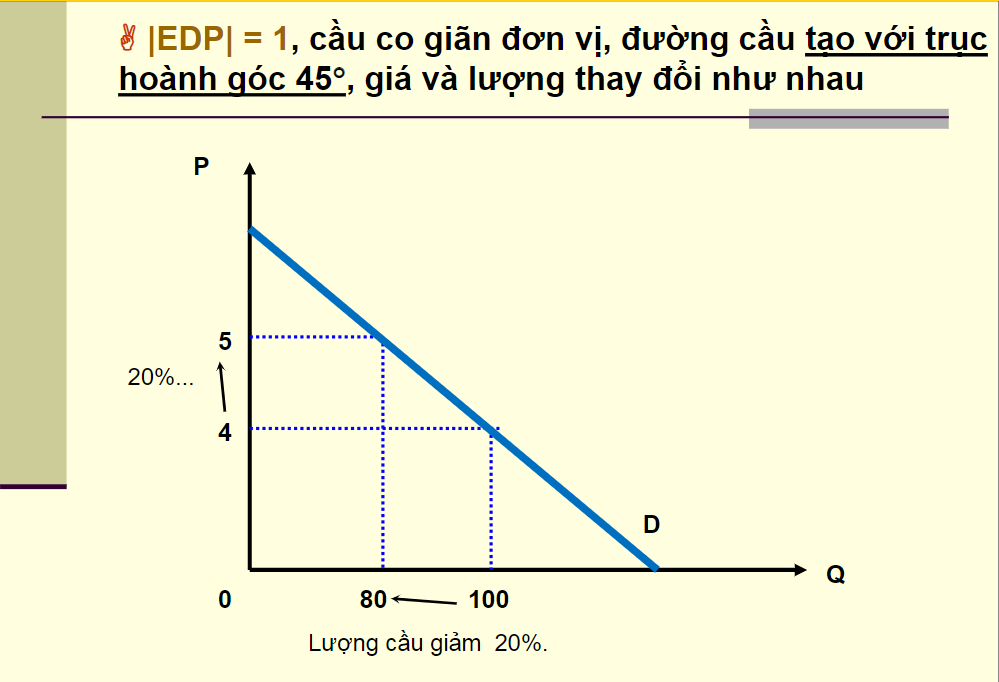 ✌ |EDP| = 1, cầu co giãn đơn vị, đường cầu tạo với trục
hoành góc 45°, giá và lượng thay đổi như nhau
P
5
20%...
4
D
Q
0
80
100
Lượng cầu giảm 20%.